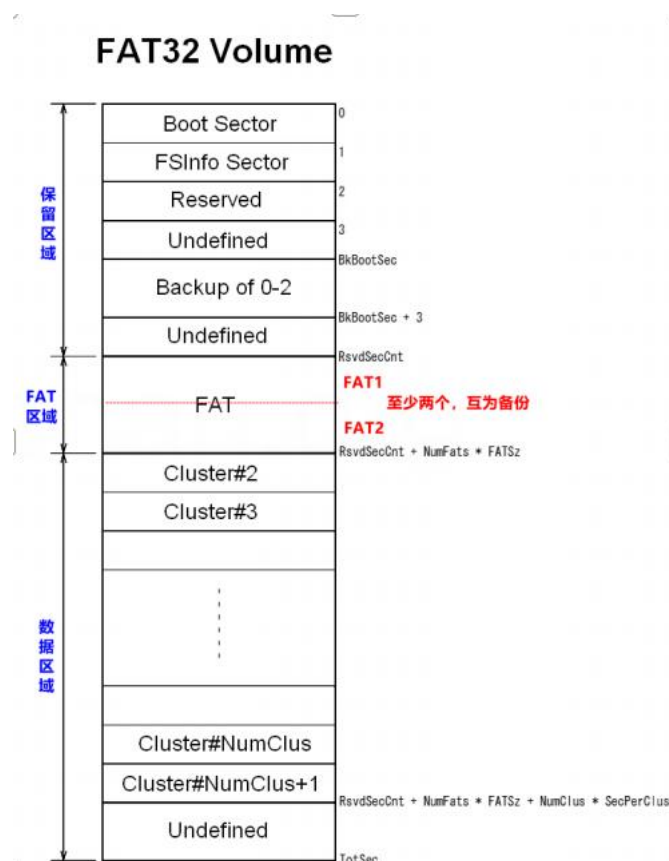 FAT32 Volume
Boot Sector
0
FSInfo Sector
1
Reserved
2
Undefined
3
保留区域
Backup of 0-2
BkBootSec
Undefined
BkBootSec + 3
RsvdSecCnt
FAT区域
FAT
FAT1
至少两个，互为备份
FAT2
RsvdSecCnt + NumFats * FATSz
Cluster#2
Cluster#3
数据区域
Cluster#NumClus
Cluster#NumClus+1
RsvdSecCnt + NumFats * FATSz + NumClus * SecPerClus
Undefined
TotSec